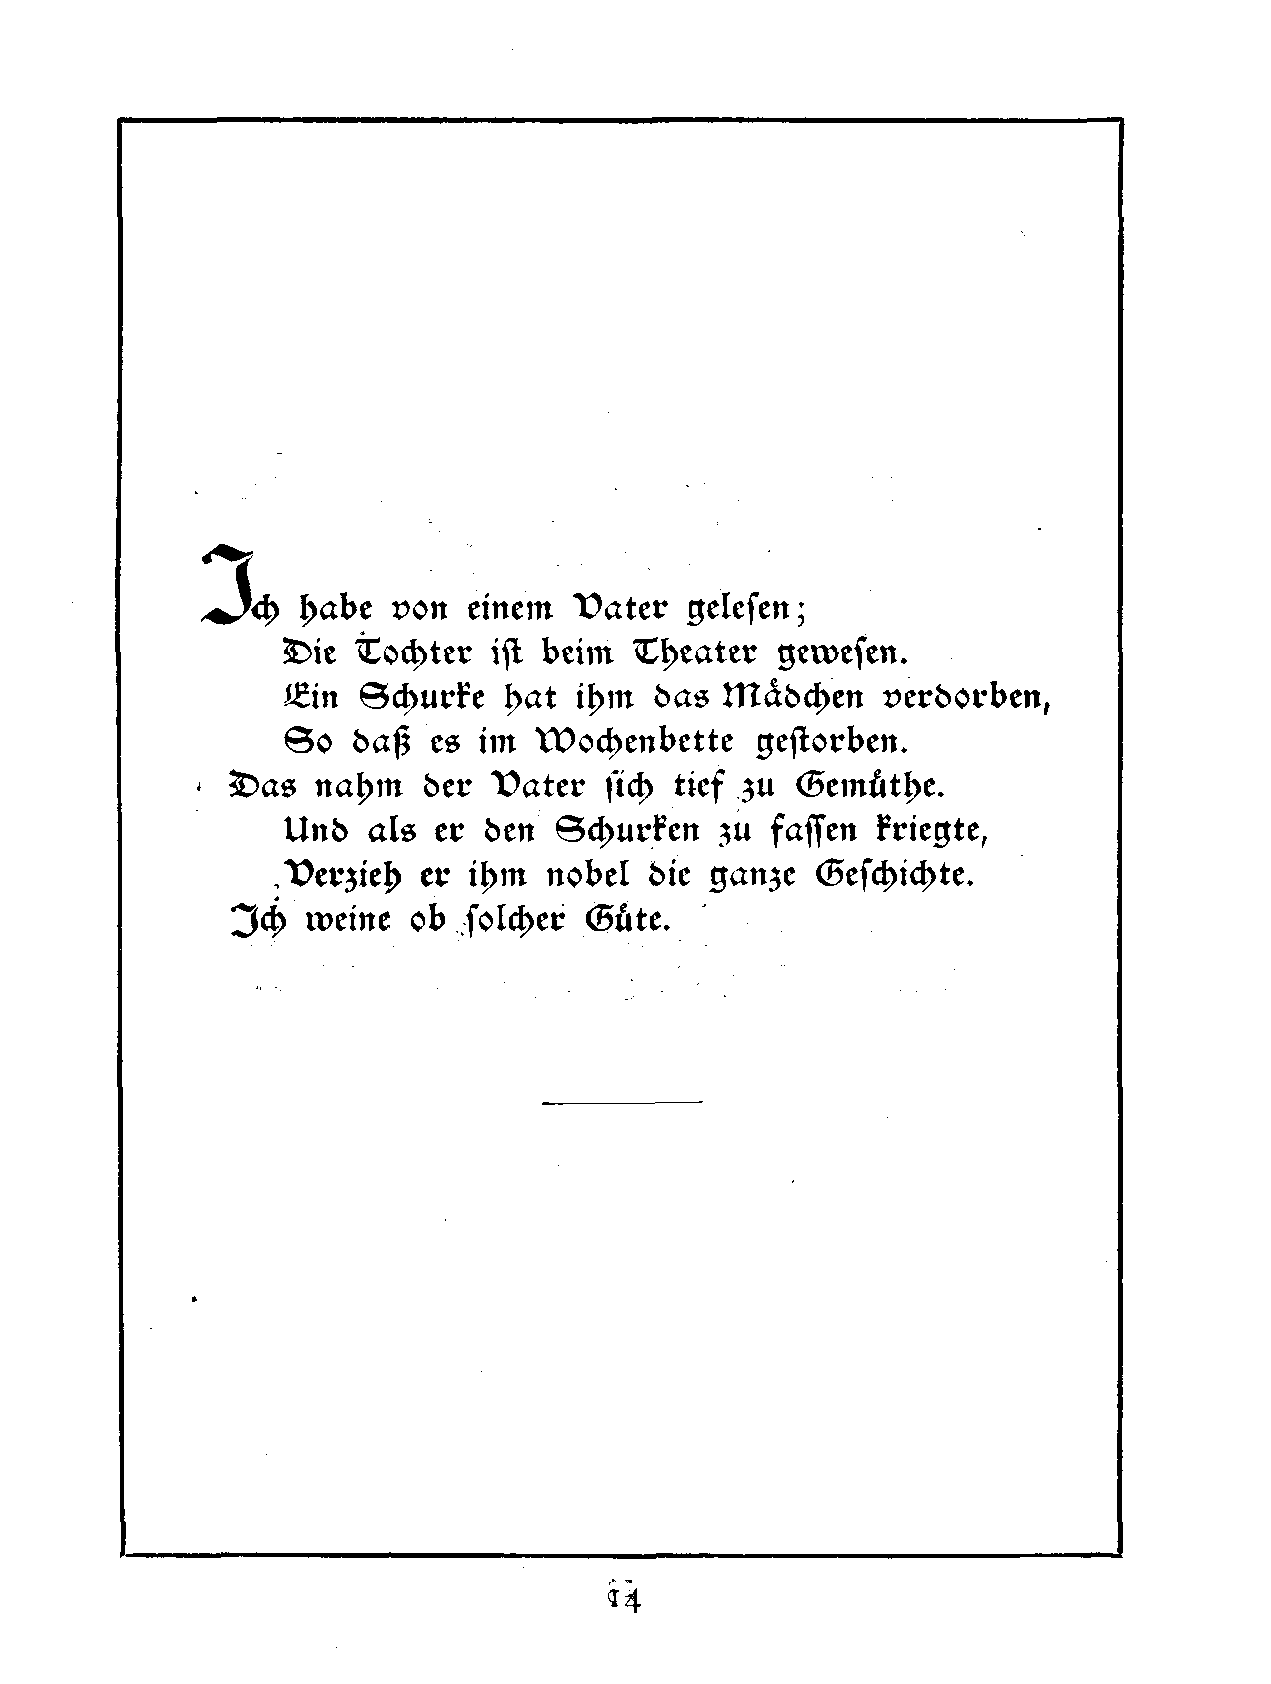 Ich habe von einem Vater gelesen;
Die Tochter ist beim Theater gewesen.
Ein Schurke hat ihm das Mädchen verdorben,
So daß es im Wochenbette gestorben.
Das nahm der Vater sich tief zu Gemüthe.
Und als er den Schurken zu fassen kriegte,
Verzieh er ihm nobel die ganze Geschichte.
Ich weine ob solcher Güte.
14